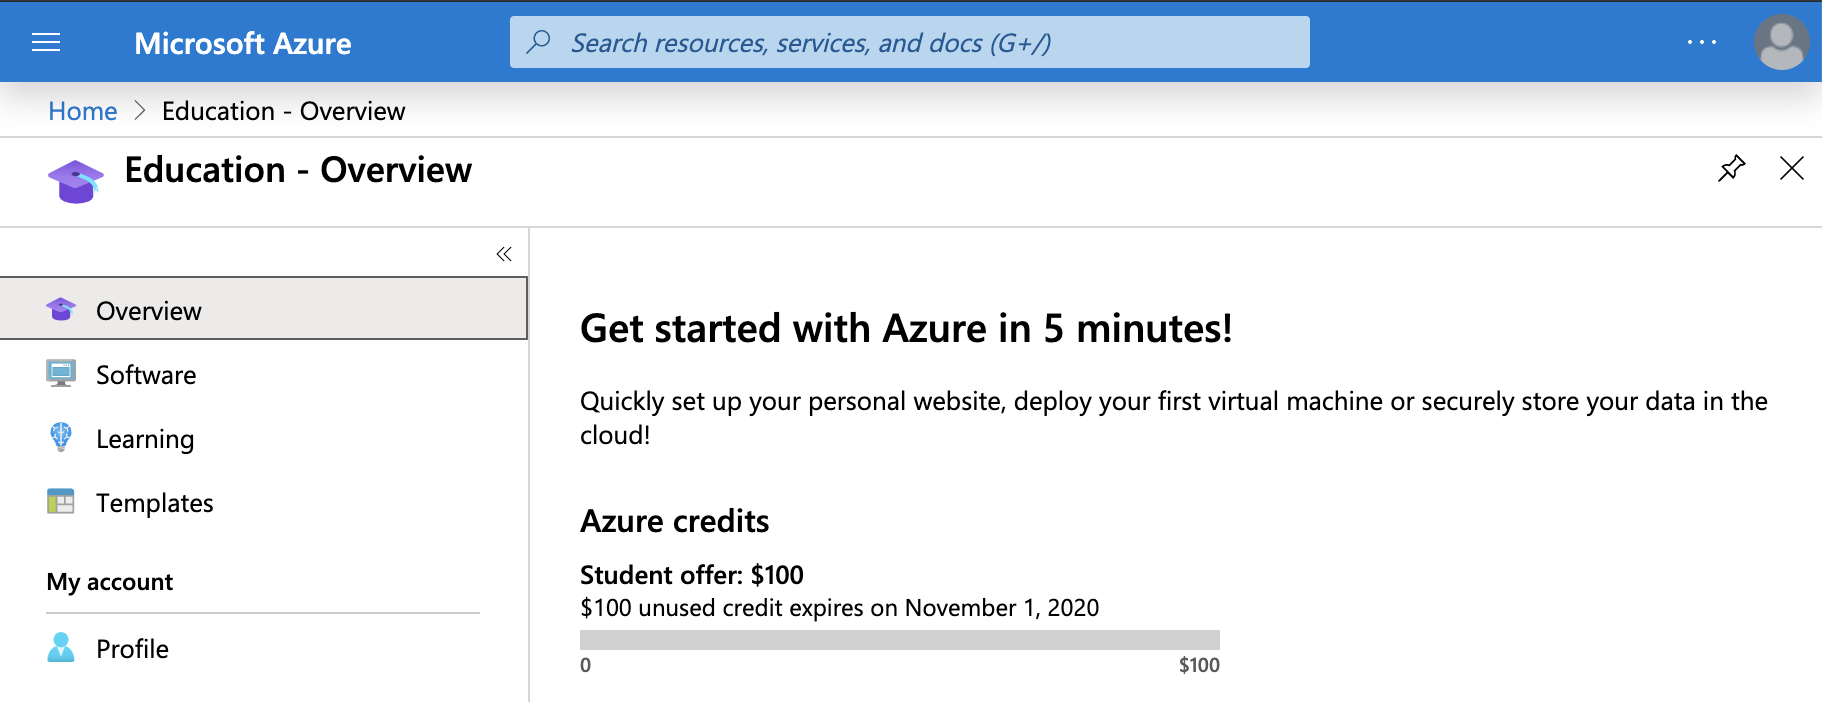 Microsoft Azure
Search resources, services, and docs (G+/)
Home > Education - Overview
Education - Overview
Overview
Software
Learning
Templates
My account
Profile
Get started with Azure in 5 minutes!
Quickly set up your personal website, deploy your first virtual machine or securely store your data in the
cloud!
Azure credits
Student offer: $100
$100 unused credit expires on November 1, 2020
0 $100